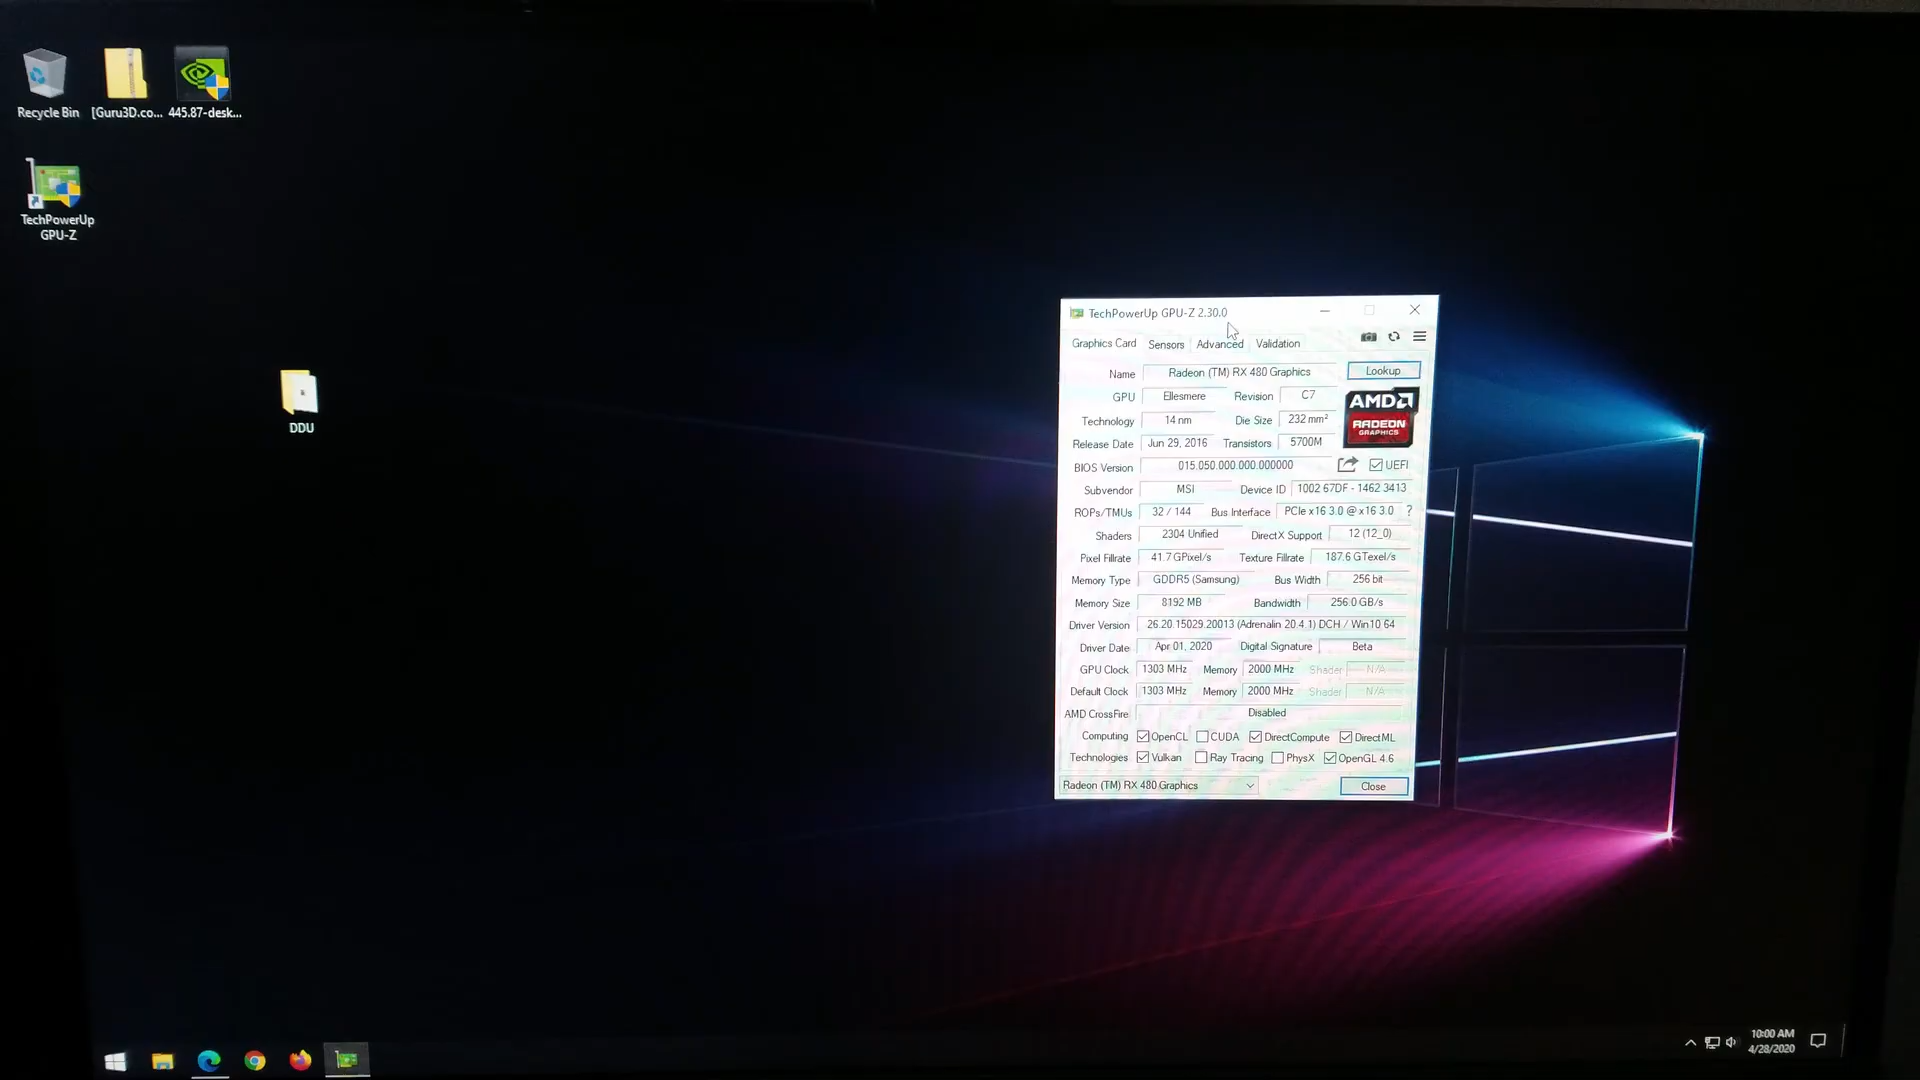 Recycle Bin
[Guru3D.co...
445.87-desk...
TechPowerUp
GPU-Z
DDU
TechPowerUp GPU-Z 2.30.0
Graphics Card Sensors Advanced Validation
Name Radeon (TM) RX 480 Graphics Lookup
GPU Ellesmere Revision C7
AMD
RADEON
GRAPHICS
Technology 14 nm Die Size 232 mm²
Release Date Jun 29, 2016 Transistors 5700M
BIOS Version 015.050.000.000.000000 UEFI
Subvendor MSI Device ID 1002 67DF - 1462 3413
ROPs/TMUs 32 / 144 Bus Interface PCIe x16 3.0 @ x16 3.0 ?
Shaders 2304 Unified DirectX Support 12 (12_0)
Pixel Fillrate 41.7 GPixel/s Texture Fillrate 187.6 GTexel/s
Memory Type GDDR5 (Samsung) Bus Width 256 bit
Memory Size 8192 MB Bandwidth 256.0 GB/s
Driver Version 26.20.15029.20013 (Adrenalin 20.4.1) DCH / Win10 64
Driver Date Apr 01, 2020 Digital Signature Beta
GPU Clock 1303 MHz Memory 2000 MHz Shader N/A
Default Clock 1303 MHz Memory 2000 MHz Shader N/A
AMD CrossFire Disabled
Computing OpenCL CUDA DirectCompute DirectML
Technologies Vulkan Ray Tracing PhysX OpenGL 4.6
Radeon (TM) RX 480 Graphics Close
10:00 AM
4/28/2020